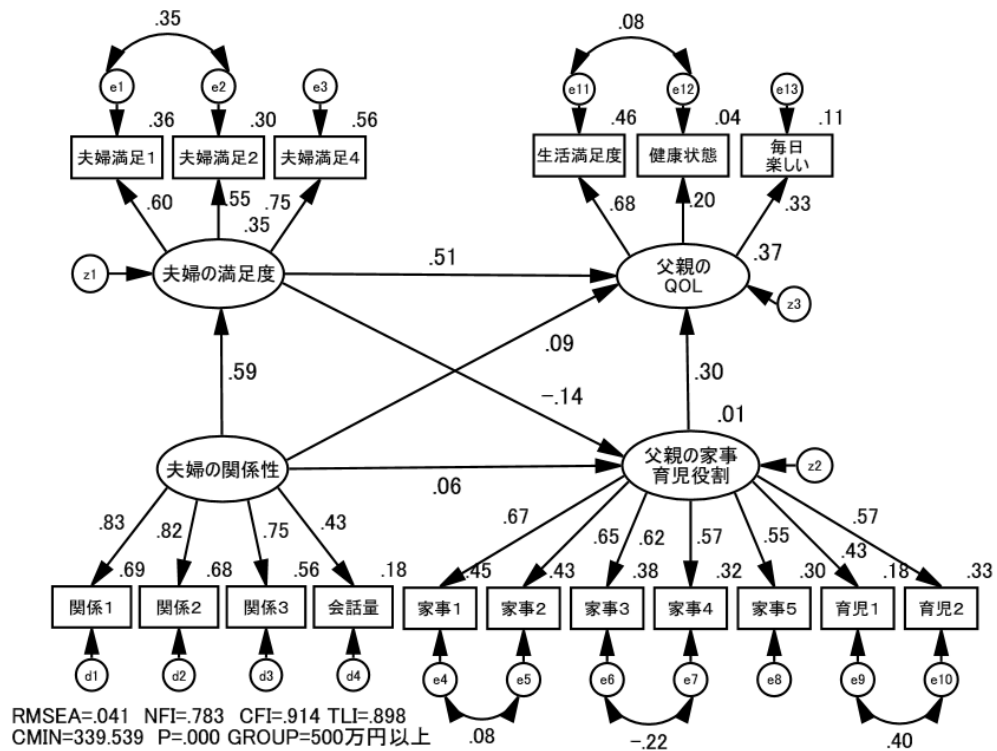 .35
.08
e1
e2
e3
e11
e12
e13
.36
.30
.56
.46
.04
.11
夫婦満足1
夫婦満足2
夫婦満足4
生活満足度
健康状態
毎日
楽しい
.60
.55
.75
.68
.20
.33
.35
.37
z1
夫婦の満足度
.51
父親の
QOL
z3
.09
.59
-.14
.30
.01
夫婦の関係性
.06
父親の家事
育児役割
z2
.83
.82
.75
.43
.67
.65
.62
.57
.55
.43
.57
.69
.68
.56
.18
.45
.43
.38
.32
.30
.18
.33
関係1
関係2
関係3
会話量
家事1
家事2
家事3
家事4
家事5
育児1
育児2
d1
d2
d3
d4
e4
e5
e6
e7
e8
e9
e10
.08
-.22
.40
RMSEA=.041 NFI=.783 CFI=.914 TLI=.898
CMIN=339.539 P=.000 GROUP=500万円以上